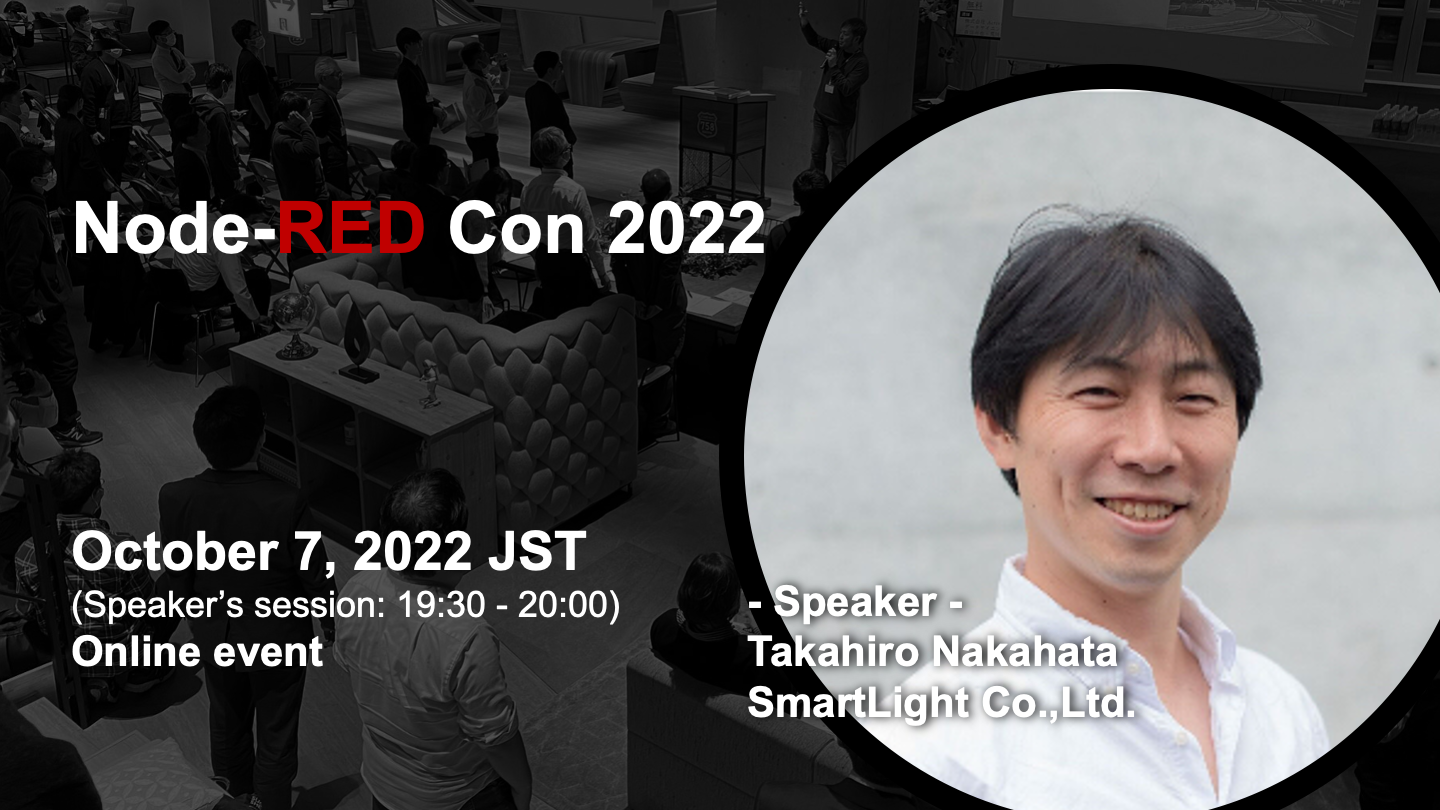 Node-RED Con 2022
October 7, 2022 JST
(Speaker’s session: 19:30 - 20:00)
Online event
- Speaker -
Takahiro Nakahata
SmartLight Co.,Ltd.